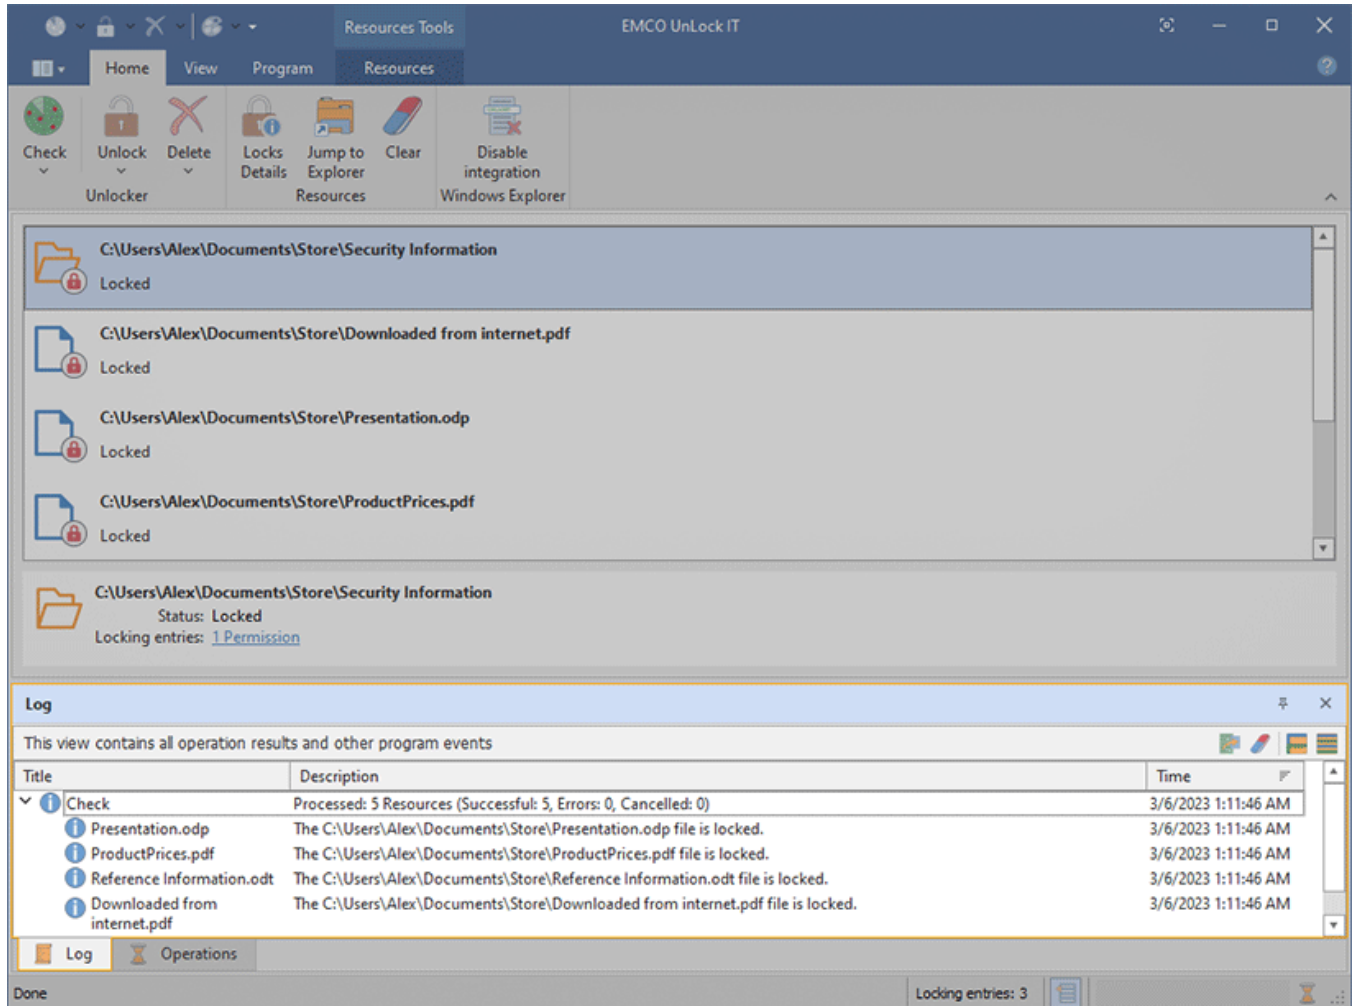 Resources Tools
EMCO UnLock IT
Home
View
Program
Resources
Check
Unlock
Delete
Locks
Details
Jump to
Explorer
Clear
Disable
integration
Unlocker
Resources
Windows Explorer
C:\Users\Alex\Documents\Store\Security Information
Locked
C:\Users\Alex\Documents\Store\Downloaded from internet.pdf
Locked
C:\Users\Alex\Documents\Store\Presentation.odp
Locked
C:\Users\Alex\Documents\Store\ProductPrices.pdf
Locked
C:\Users\Alex\Documents\Store\Security Information
Status: Locked
Locking entries: 1 Permission
Log
This view contains all operation results and other program events
Title Description Time
Check Processed: 5 Resources (Successful: 5, Errors: 0, Cancelled: 0) 3/6/2023 1:11:46 AM
Presentation.odp The C:\Users\Alex\Documents\Store\Presentation.odp file is locked. 3/6/2023 1:11:46 AM
ProductPrices.pdf The C:\Users\Alex\Documents\Store\ProductPrices.pdf file is locked. 3/6/2023 1:11:46 AM
Reference Information.odt The C:\Users\Alex\Documents\Store\Reference Information.odt file is locked. 3/6/2023 1:11:46 AM
Downloaded from The C:\Users\Alex\Documents\Store\Downloaded from internet.pdf file is locked. 3/6/2023 1:11:46 AM
internet.pdf
Log
Operations
Done
Locking entries: 3